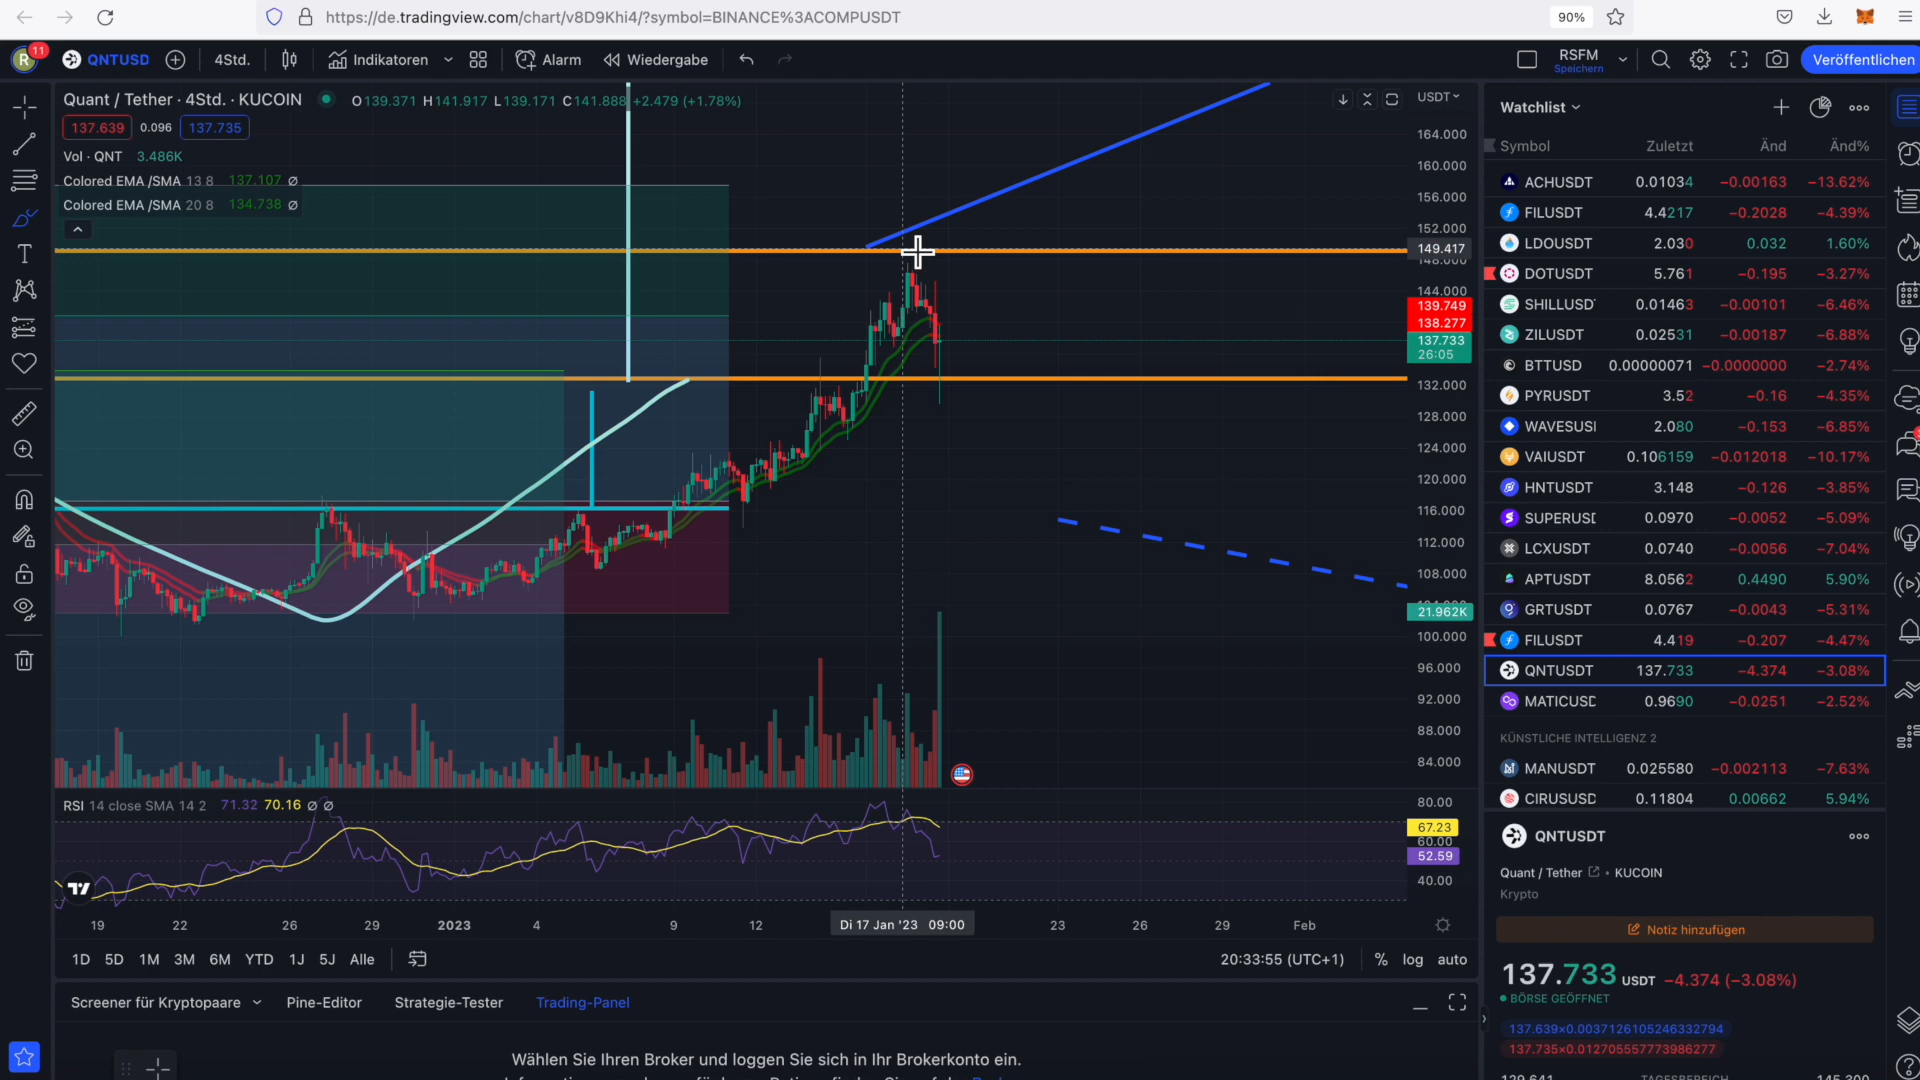 https://de.tradingview.com/chart/v8D9Khi4/?symbol=BINANCE%3ACOMPUSDT
90%
R 11
QNTUSD
4Std.
Indikatoren
Alarm
Wiedergabe
RSFM
Speichern
Veröffentlichen
Quant / Tether · 4Std. · KUCOIN
O139.371 H141.917 L139.171 C141.888 +2.479 (+1.78%)
137.639 0.096 137.735
Vol · QNT 3.486K
Colored EMA /SMA 13 8 137.107 ∅
Colored EMA /SMA 20 8 134.738 ∅
USDT
164.000
160.000
156.000
152.000
149.417
148.000
144.000
139.749
138.277
137.733
26:05
132.000
128.000
124.000
120.000
116.000
112.000
108.000
21.962K
100.000
96.000
92.000
88.000
84.000
RSI 14 close SMA 14 2 71.32 70.16 ∅ ∅
80.00
67.23
60.00
52.59
40.00
19 22 26 29 2023 4 9 12 Di 17 Jan '23 09:00 23 26 29 Feb
1D 5D 1M 3M 6M YTD 1J 5J Alle
20:33:55 (UTC+1) % log auto
Screener für Kryptopaare Pine-Editor Strategie-Tester Trading-Panel
Wählen Sie Ihren Broker und loggen Sie sich in Ihr Brokerkonto ein.
Watchlist
Symbol Zuletzt Änd Änd%
ACHUSDT 0.01034 −0.00163 −13.62%
FILUSDT 4.4217 −0.2028 −4.39%
LDOUSDT 2.030 0.032 1.60%
DOTUSDT 5.761 −0.195 −3.27%
SHILLUSD 0.01463 −0.00101 −6.46%
ZILUSDT 0.02531 −0.00187 −6.88%
BTTUSD 0.00000071 −0.0000000 −2.74%
PYRUSDT 3.52 −0.16 −4.35%
WAVESUSI 2.080 −0.153 −6.85%
VAIUSDT 0.106159 −0.012018 −10.17%
HNTUSDT 3.148 −0.126 −3.85%
SUPERUSI 0.0970 −0.0052 −5.09%
LCXUSDT 0.0740 −0.0056 −7.04%
APTUSDT 8.0562 0.4490 5.90%
GRTUSDT 0.0767 −0.0043 −5.31%
FILUSDT 4.419 −0.207 −4.47%
QNTUSDT 137.733 −4.374 −3.08%
MATICUSD 0.9690 −0.0251 −2.52%
KÜNSTLICHE INTELLIGENZ 2
MANUSDT 0.025580 −0.002113 −7.63%
CIRUSUSD 0.11804 0.00662 5.94%
QNTUSDT
Quant / Tether • KUCOIN
Krypto
Notiz hinzufügen
137.733 USDT −4.374 (−3.08%)
BÖRSE GEÖFFNET
137.639×0.0037126105246332794
137.735×0.012705557773986277
129.641 TAGESBEREICH 145.300